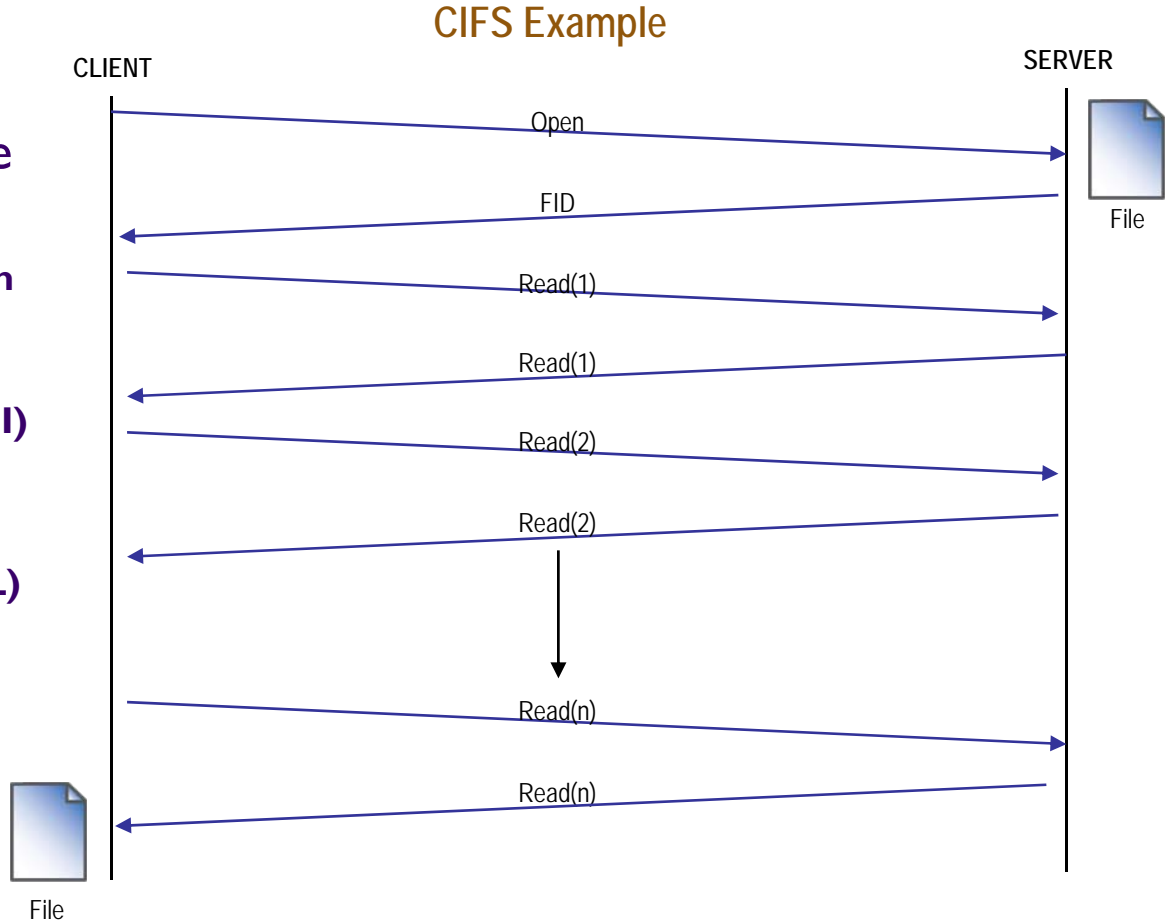 CIFS Example
CLIENT
SERVER
Open
e
FID
File
n
Read(1)
Read(1)
l)
Read(2)
Read(2)
.)
Read(n)
Read(n)
File